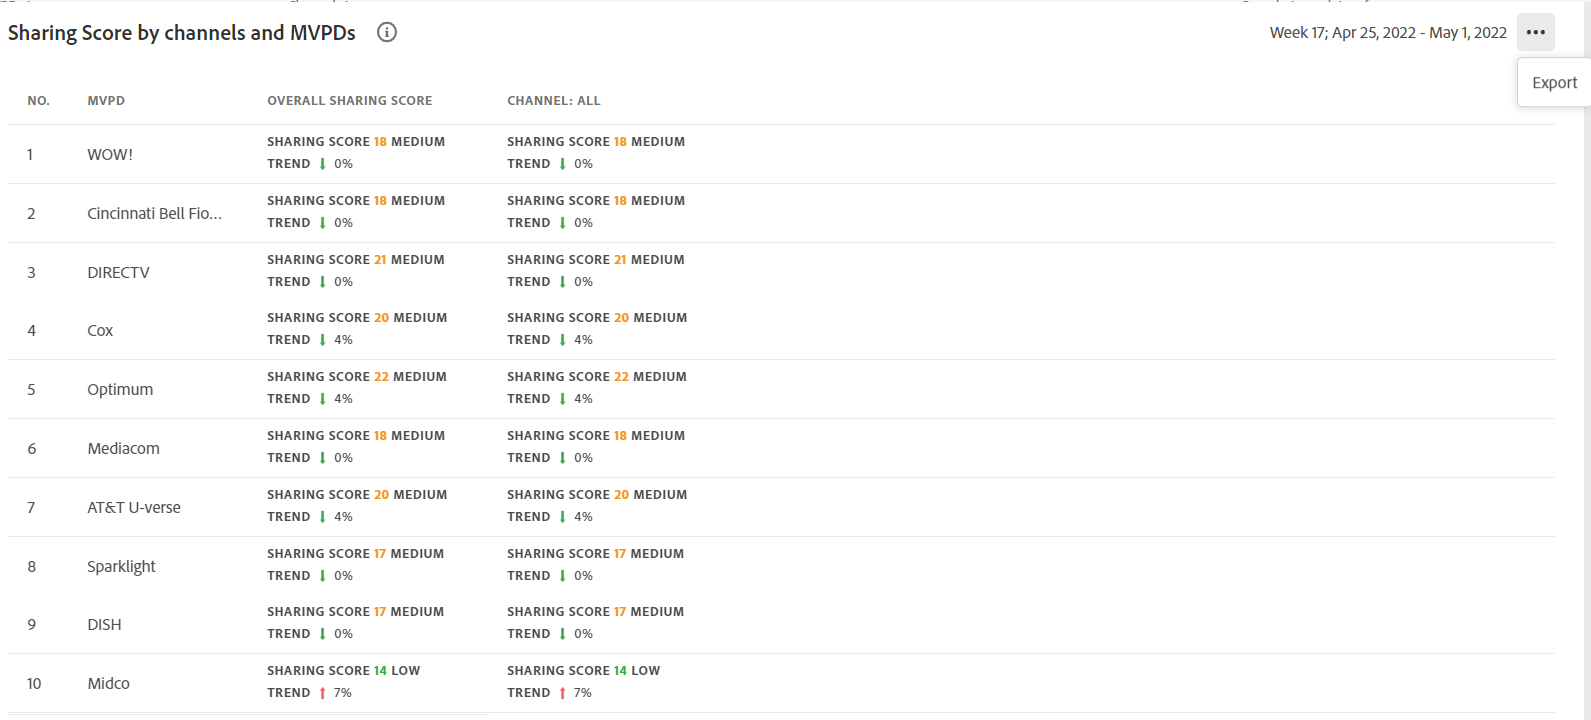 Sharing Score by channels and MVPDs
Week 17; Apr 25, 2022 - May 1, 2022
Export
NO. MVPD OVERALL SHARING SCORE CHANNEL: ALL
SHARING SCORE 18 MEDIUM SHARING SCORE 18 MEDIUM
1 WOW!
TREND 0% TREND 0%
SHARING SCORE 18 MEDIUM SHARING SCORE 18 MEDIUM
2 Cincinnati Bell Fio...
TREND 0% TREND 0%
SHARING SCORE 21 MEDIUM SHARING SCORE 21 MEDIUM
3 DIRECTV
TREND 0% TREND 0%
SHARING SCORE 20 MEDIUM SHARING SCORE 20 MEDIUM
4 Cox
TREND 4% TREND 4%
SHARING SCORE 22 MEDIUM SHARING SCORE 22 MEDIUM
5 Optimum
TREND 4% TREND 4%
SHARING SCORE 18 MEDIUM SHARING SCORE 18 MEDIUM
6 Mediacom
TREND 0% TREND 0%
SHARING SCORE 20 MEDIUM SHARING SCORE 20 MEDIUM
7 AT&T U-verse
TREND 4% TREND 4%
SHARING SCORE 17 MEDIUM SHARING SCORE 17 MEDIUM
8 Sparklight
TREND 0% TREND 0%
SHARING SCORE 17 MEDIUM SHARING SCORE 17 MEDIUM
9 DISH
TREND 0% TREND 0%
SHARING SCORE 14 LOW SHARING SCORE 14 LOW
10 Midco
TREND 7% TREND 7%